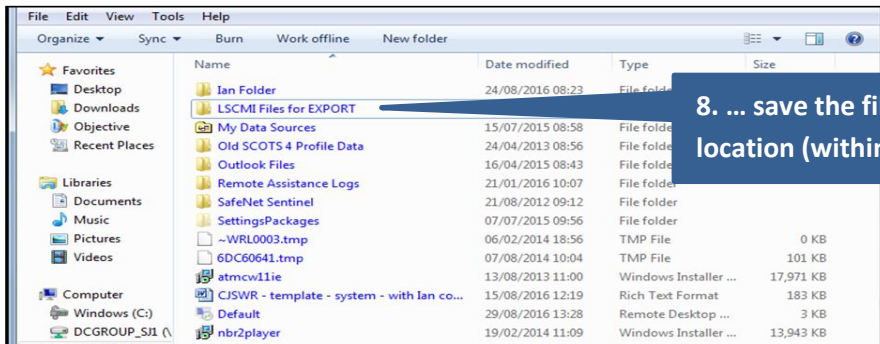 File Edit View Tools Help
Organize Sync Burn Work offline New folder
Favorites
Desktop
Downloads
Objective
Recent Places
Libraries
Documents
Music
Pictures
Videos
Computer
Windows (C:)
DCGROUP_SJ1 (\
Name Date modified Type Size
Ian Folder 24/08/2016 08:23 File folde
LSCMI Files for EXPORT
My Data Sources 15/07/2015 08:58 File folde
Old SCOTS 4 Profile Data 24/04/2013 08:56 File folde
Outlook Files 16/04/2015 08:43 File folde
Remote Assistance Logs 21/01/2016 10:07 File folder
SafeNet Sentinel 21/08/2012 09:12 File folder
SettingsPackages 07/07/2015 09:56 File folder
~WRL0003.tmp 06/02/2014 18:56 TMP File 0 KB
6DC60641.tmp 07/08/2014 10:04 TMP File 101 KB
atmcw11ie 13/08/2013 11:00 Windows Installer ... 17,971 KB
CJSWR - template - system - with Ian co... 15/08/2016 12:19 Rich Text Format 183 KB
Default 29/08/2016 13:28 Remote Desktop ... 3 KB
nbr2player 19/02/2014 11:09 Windows Installer ... 13,943 KB
8. ... save the fi
location (within